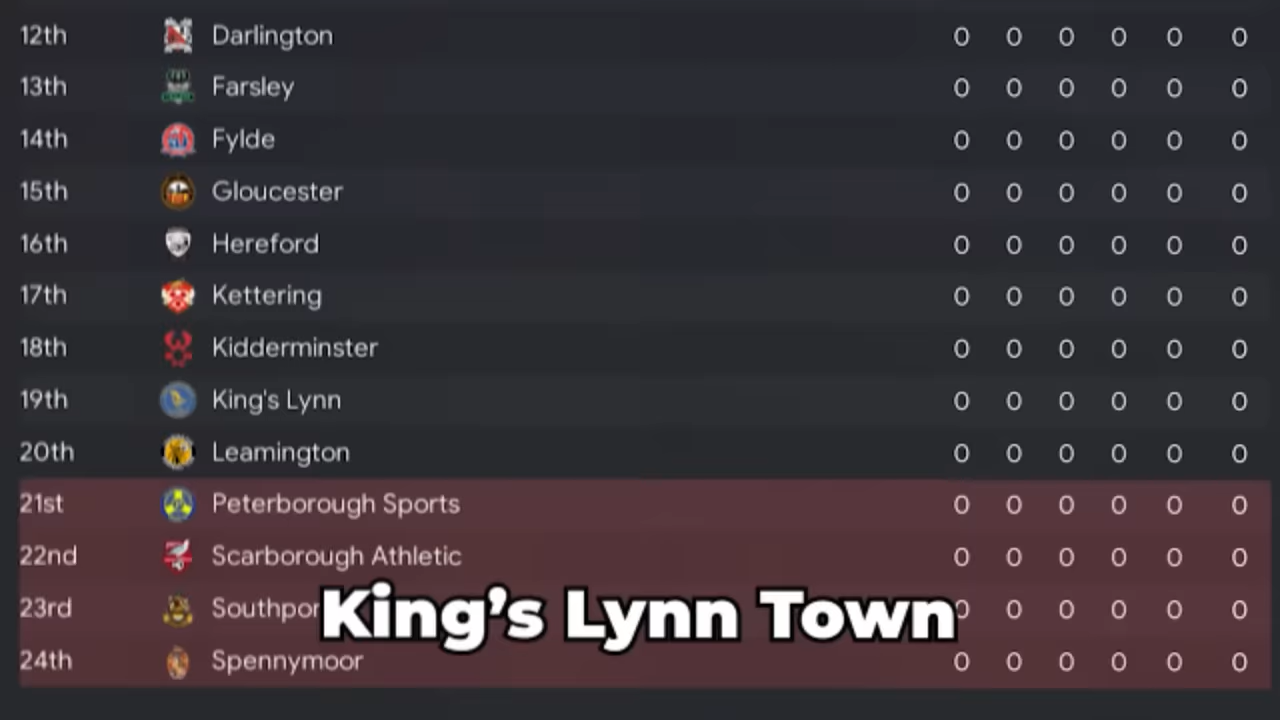 12th Darlington 0 0 0 0 0 0
13th Farsley 0 0 0 0 0 0
14th Fylde 0 0 0 0 0 0
15th Gloucester 0 0 0 0 0 0
16th Hereford 0 0 0 0 0 0
17th Kettering 0 0 0 0 0 0
18th Kidderminster 0 0 0 0 0 0
19th King's Lynn 0 0 0 0 0 0
20th Leamington 0 0 0 0 0 0
21st Peterborough Sports 0 0 0 0 0 0
22nd Scarborough Athletic 0 0 0 0 0 0
23rd 0 0 0 0 0 0
King’s Lynn Town
24th Spennymoor 0 0 0 0 0 0